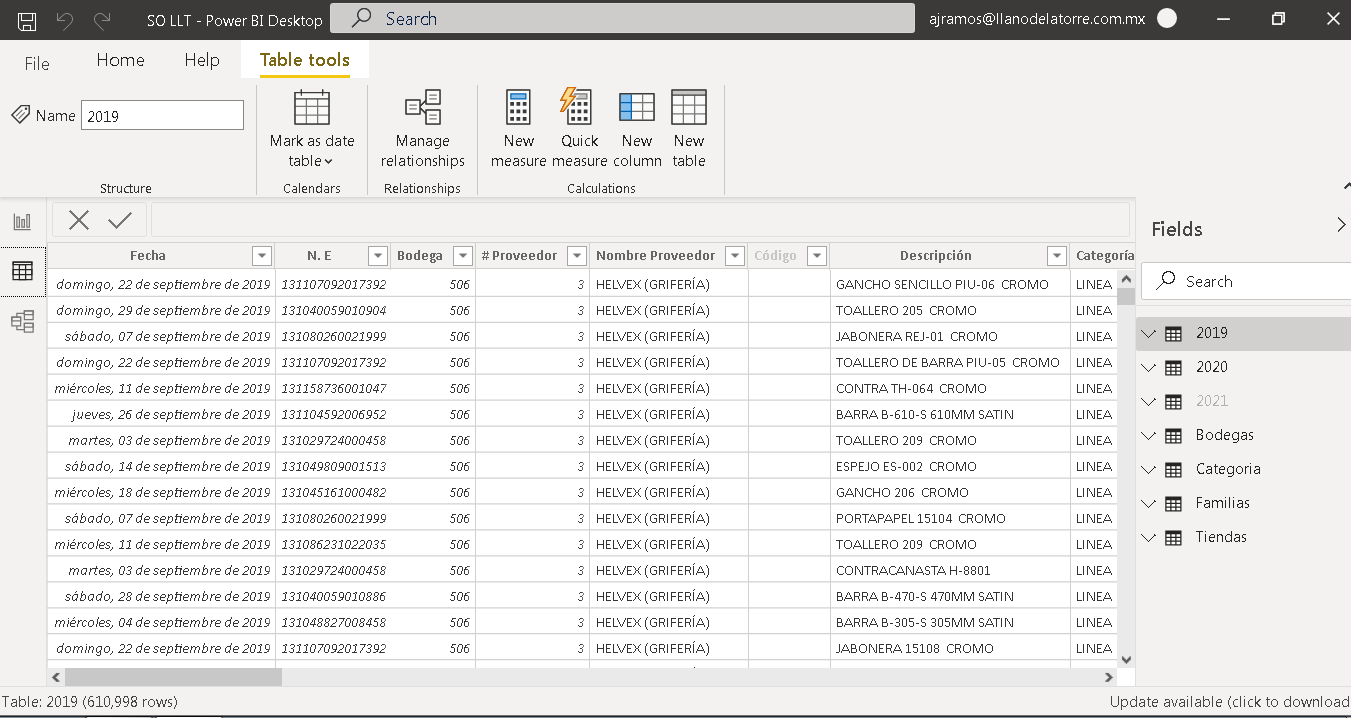 SO LLT - Power BI Desktop Search ajramos@llanodelatorre.com.mx
File Home Help Table tools
Name 2019
Mark as date table
Manage relationships
New measure
Quick measure
New column
New table
Structure Calendars Relationships Calculations
Fecha N. E Bodega # Proveedor Nombre Proveedor Código Descripción Categoría
domingo, 22 de septiembre de 2019 131107092017392 506 3 HELVEX (GRIFERÍA) GANCHO SENCILLO PIU-06 CROMO LINEA
domingo, 29 de septiembre de 2019 131040059010904 506 3 HELVEX (GRIFERÍA) TOALLERO 205 CROMO LINEA
sábado, 07 de septiembre de 2019 131080260021999 506 3 HELVEX (GRIFERÍA) JABONERA REJ-01 CROMO LINEA
domingo, 22 de septiembre de 2019 131107092017392 506 3 HELVEX (GRIFERÍA) TOALLERO DE BARRA PIU-05 CROMO LINEA
miércoles, 11 de septiembre de 2019 131158736001047 506 3 HELVEX (GRIFERÍA) CONTRA TH-064 CROMO LINEA
jueves, 26 de septiembre de 2019 131104592006952 506 3 HELVEX (GRIFERÍA) BARRA B-610-S 610MM SATIN LINEA
martes, 03 de septiembre de 2019 131029724000458 506 3 HELVEX (GRIFERÍA) TOALLERO 209 CROMO LINEA
sábado, 14 de septiembre de 2019 131049809001513 506 3 HELVEX (GRIFERÍA) ESPEJO ES-002 CROMO LINEA
miércoles, 18 de septiembre de 2019 131045161000482 506 3 HELVEX (GRIFERÍA) GANCHO 206 CROMO LINEA
sábado, 07 de septiembre de 2019 131080260021999 506 3 HELVEX (GRIFERÍA) PORTAPAPEL 15104 CROMO LINEA
miércoles, 11 de septiembre de 2019 131086231022035 506 3 HELVEX (GRIFERÍA) TOALLERO 209 CROMO LINEA
martes, 03 de septiembre de 2019 131029724000458 506 3 HELVEX (GRIFERÍA) CONTRACANASTA H-8801 LINEA
sábado, 28 de septiembre de 2019 131040059010886 506 3 HELVEX (GRIFERÍA) BARRA B-470-S 470MM SATIN LINEA
miércoles, 04 de septiembre de 2019 131048827008458 506 3 HELVEX (GRIFERÍA) BARRA B-305-S 305MM SATIN LINEA
domingo, 22 de septiembre de 2019 131107092017392 506 3 HELVEX (GRIFERÍA) JABONERA 15108 CROMO LINEA
Fields
Search
2019
2020
2021
Bodegas
Categoria
Familias
Tiendas
Table: 2019 (610,998 rows) Update available (click to download